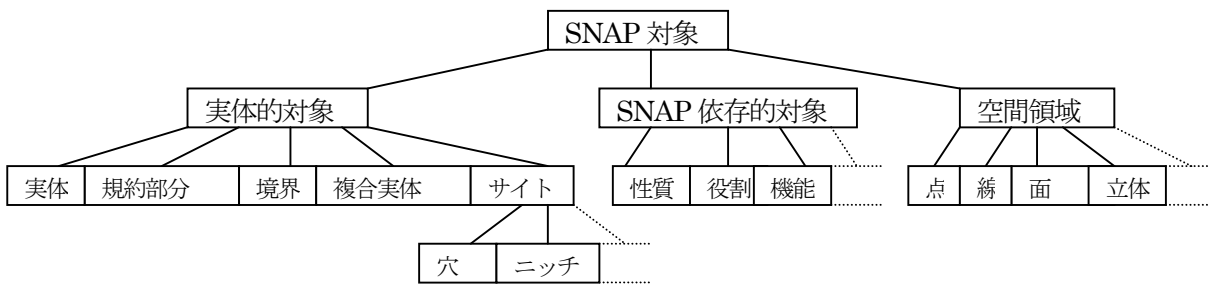 SNAP 対象
実体的対象 SNAP 依存的対象 空間領域
実体 規約部分 境界 複合実体 サイト 性質 役割 機能 点 面 立体
穴 ニッチ